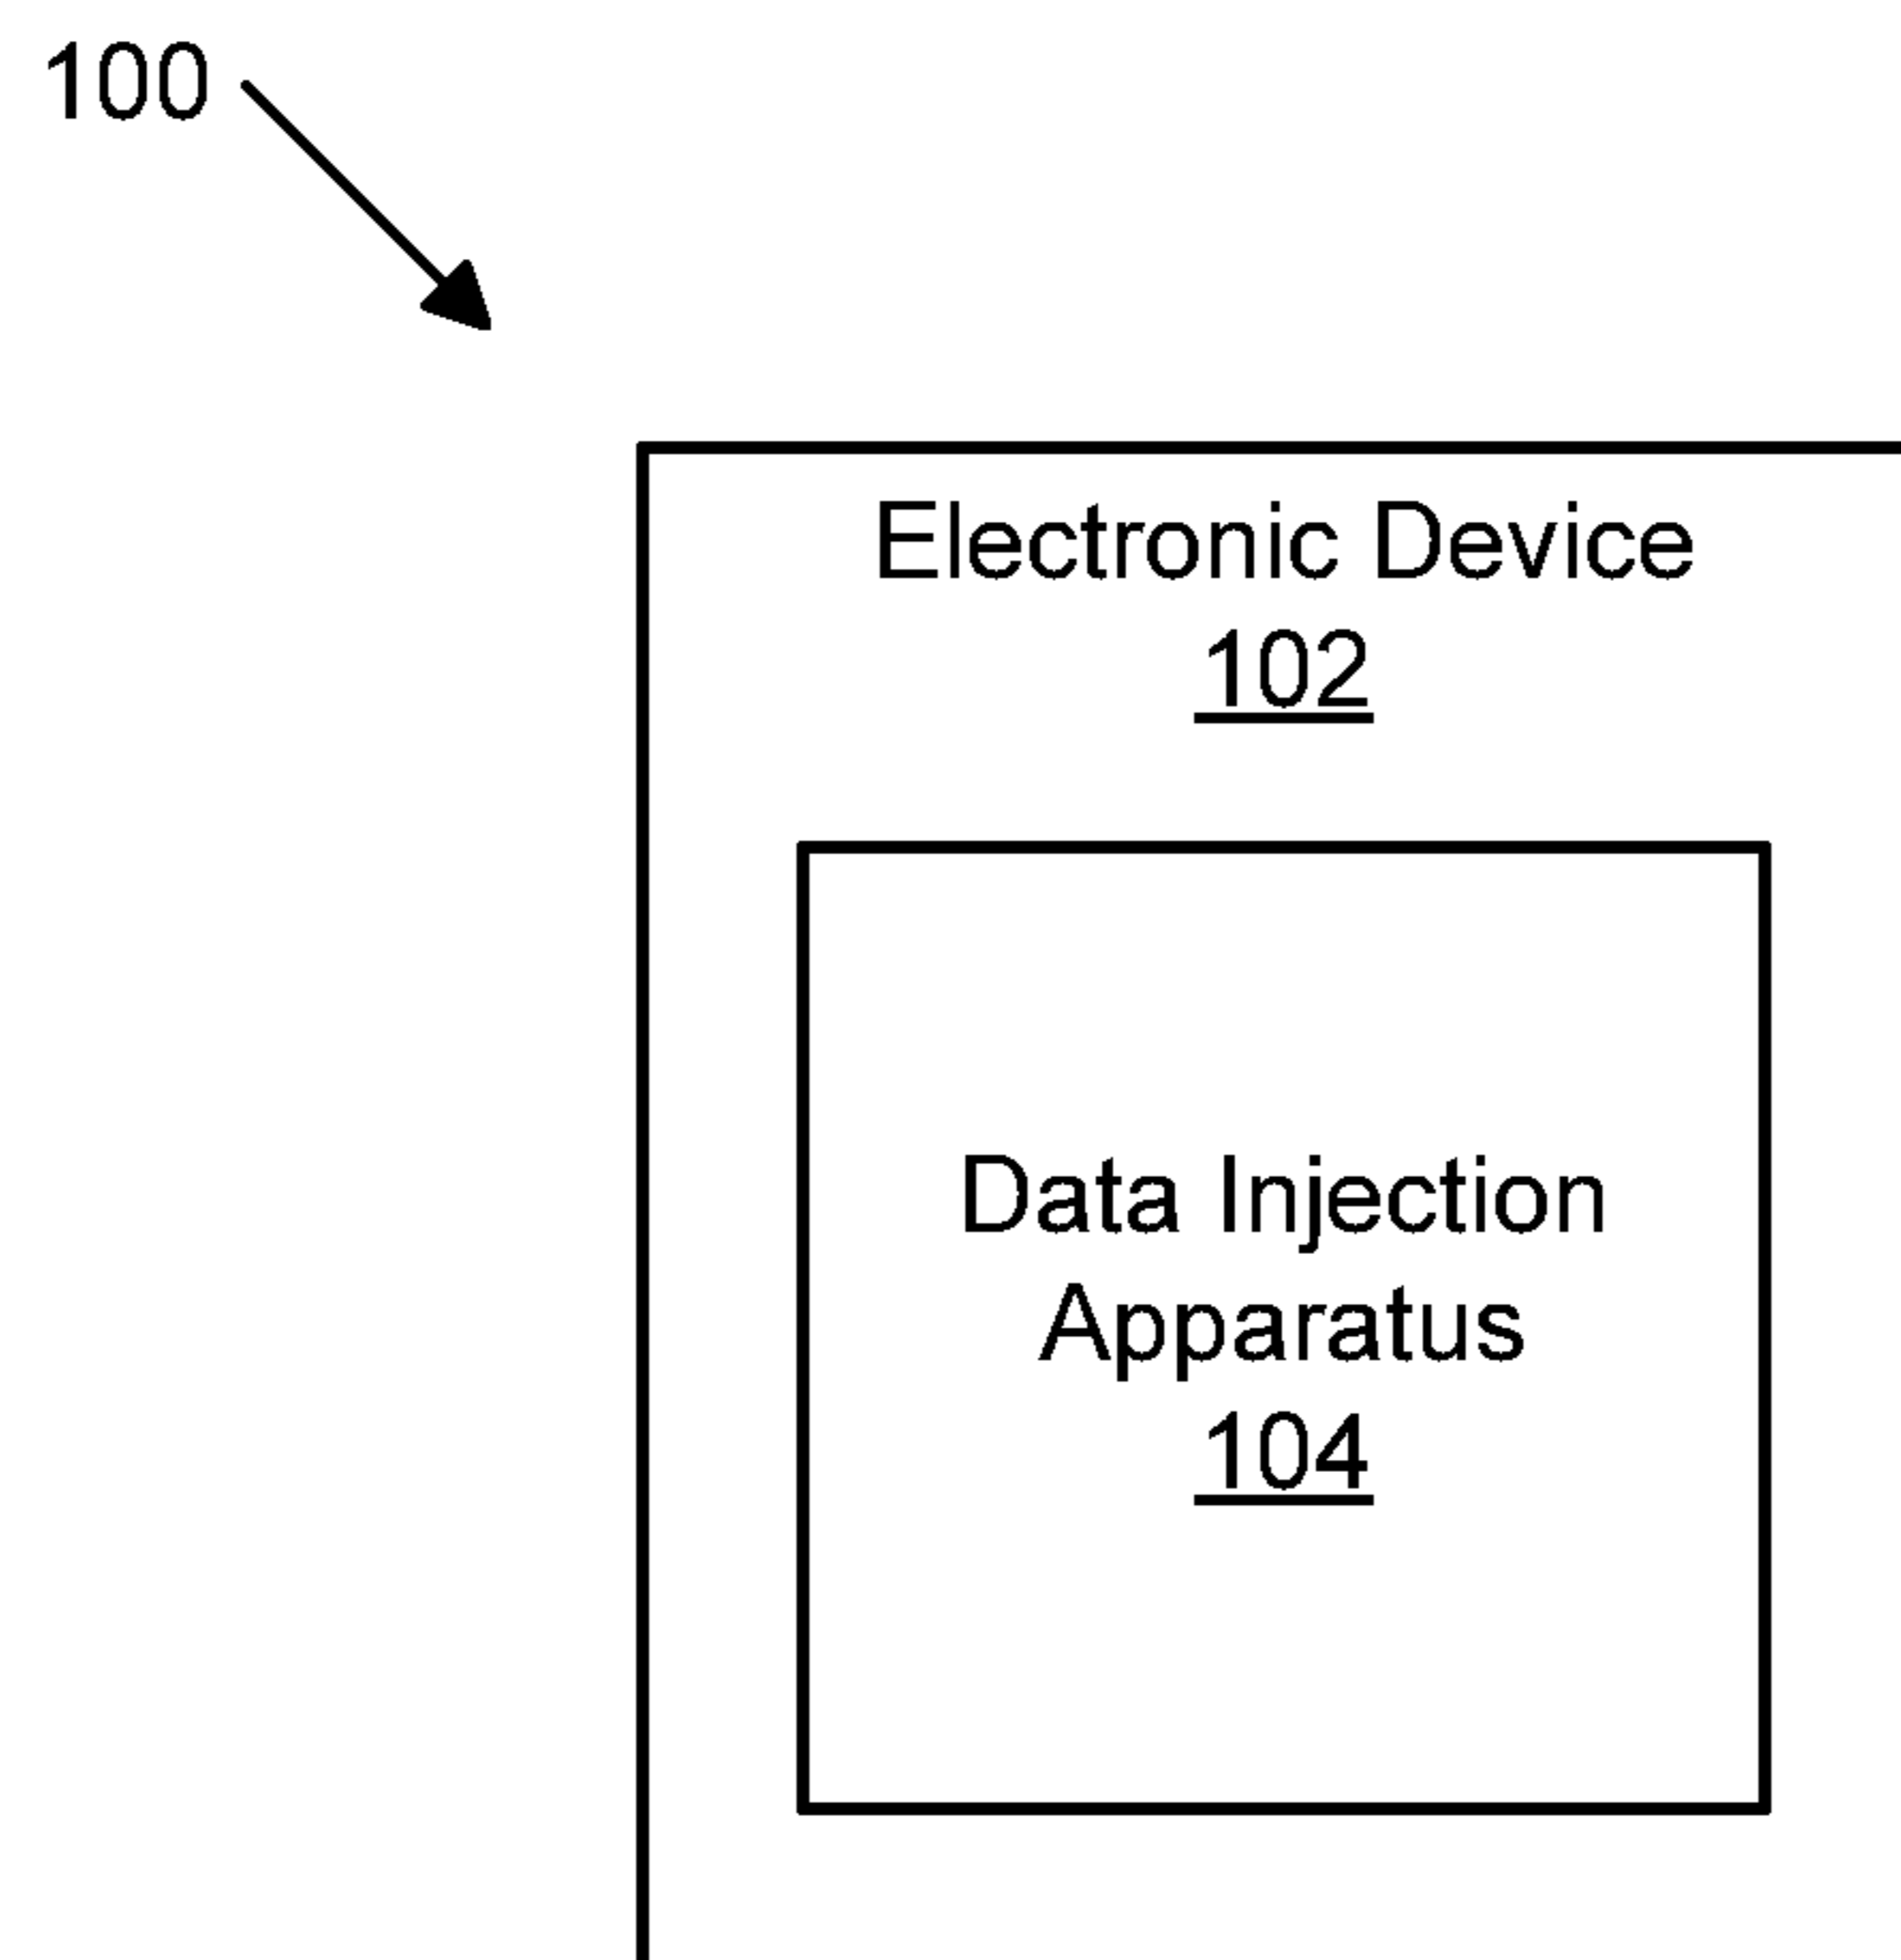 100
Electronic Device
102
Data Injection
Apparatus
104